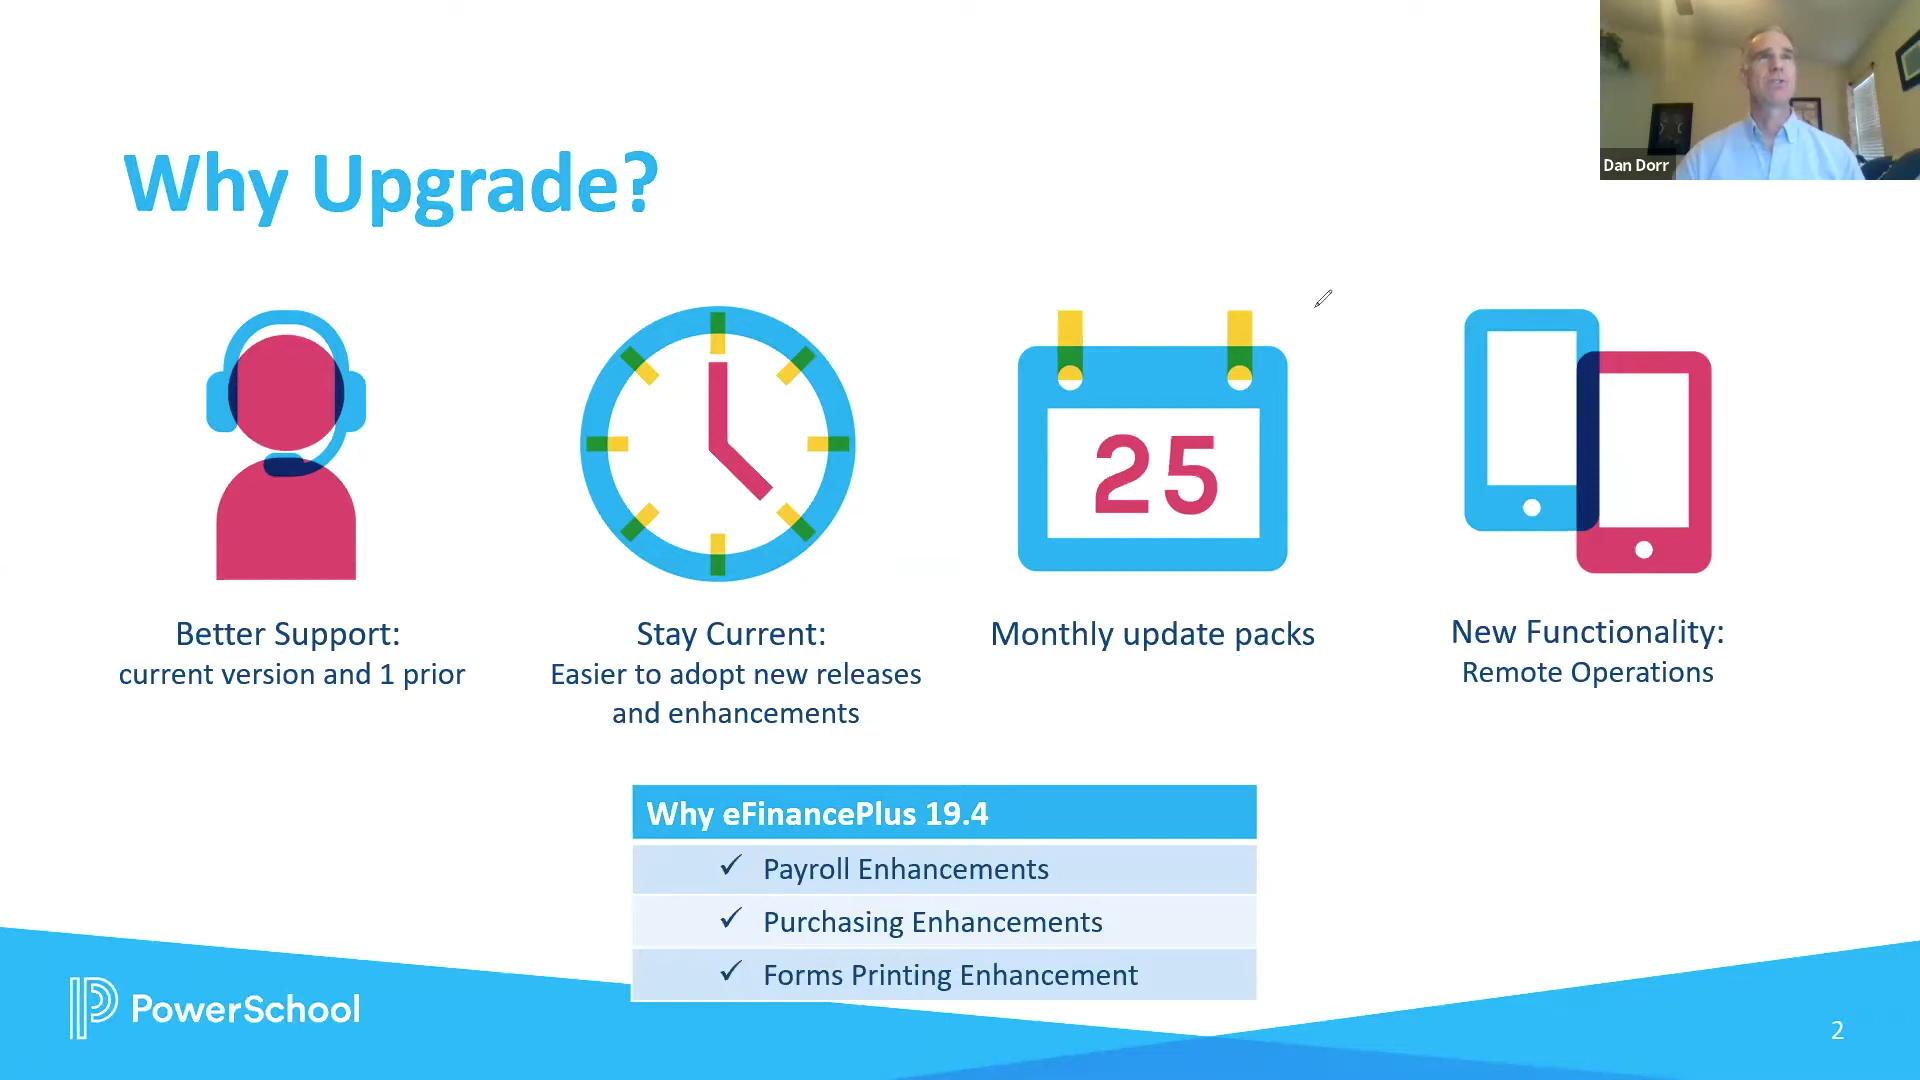 Dan Dorr
Why Upgrade?
25
Better Support:
current version and 1 prior
Stay Current:
Easier to adopt new releases
and enhancements
Monthly update packs
New Functionality:
Remote Operations
Why eFinancePlus 19.4
✓ Payroll Enhancements
✓ Purchasing Enhancements
✓ Forms Printing Enhancement
PowerSchool
2